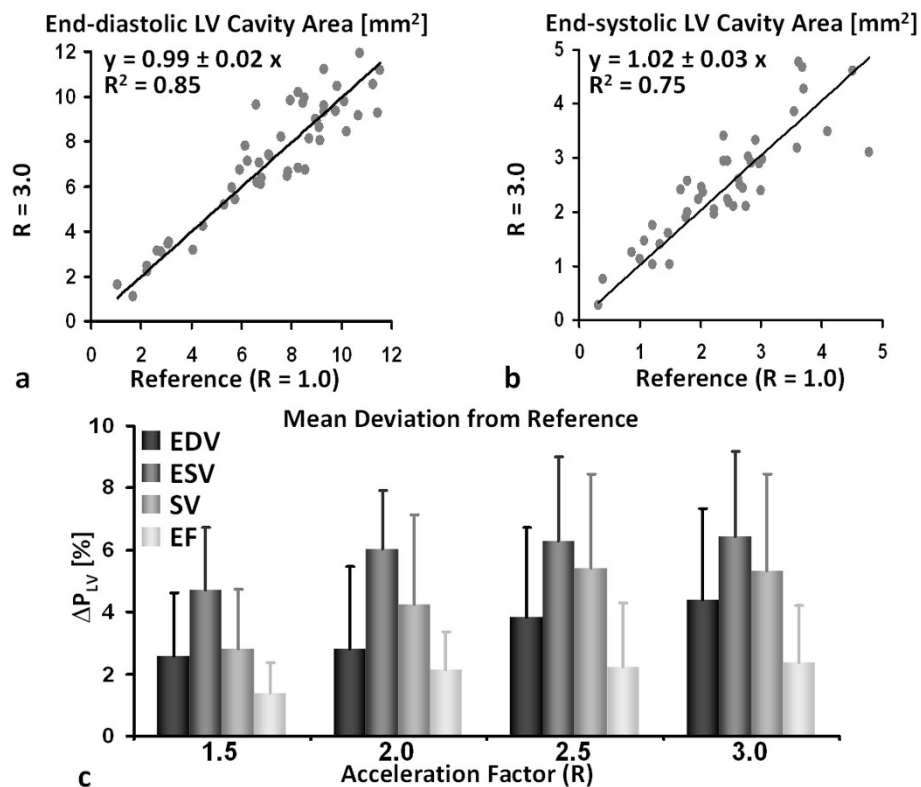 End-diastolic LV Cavity Area [mm²]
y = 0.99 ± 0.02 x
R² = 0.85
12
10
8
6
4
2
0
R = 3.0
0 2 4 6 8 10 12
a Reference (R = 1.0)
End-systolic LV Cavity Area [mm²]
y = 1.02 ± 0.03 x
R² = 0.75
5
4
3
2
1
0
R = 3.0
0 1 2 3 4 5
b Reference (R = 1.0)
Mean Deviation from Reference
EDV
ESV
SV
EF
10
8
6
4
2
0
ΔP_LV [%]
1.5 2.0 2.5 3.0
c Acceleration Factor (R)